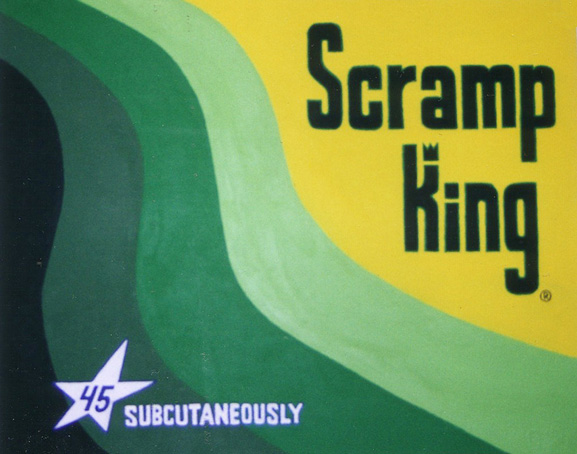 Scramp
King
®
45
SUBCUTANEOUSLY